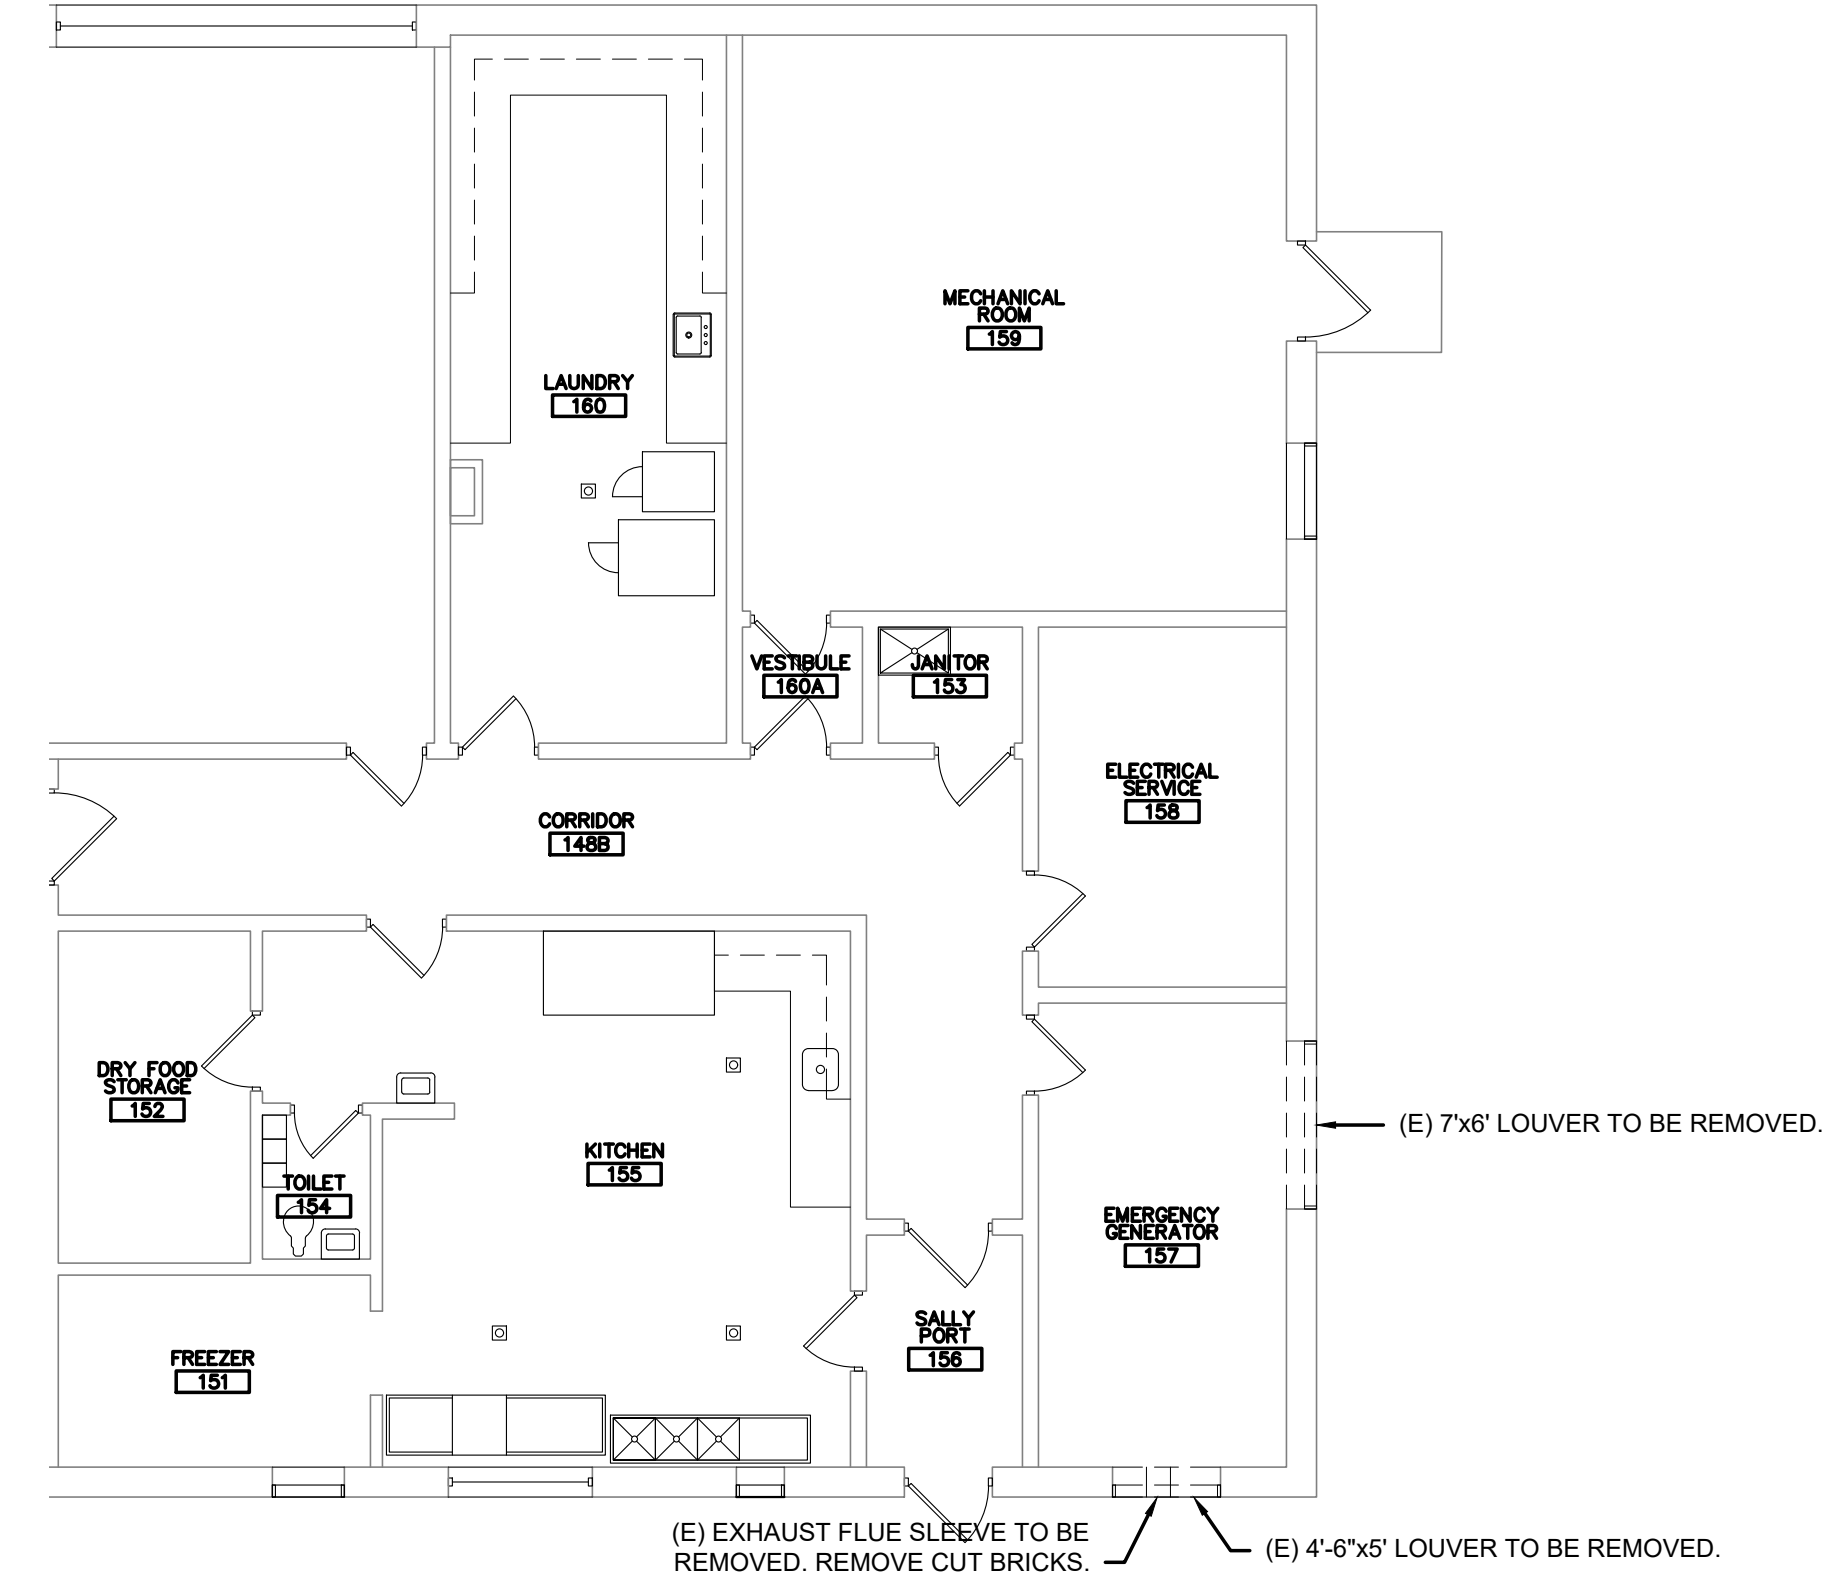 MECHANICAL
ROOM
159
LAUNDRY
160
VESTIBULE
160A
JANITOR
153
ELECTRICAL
SERVICE
158
CORRIDOR
148B
DRY FOOD
STORAGE
152
TOILET
154
KITCHEN
155
(E) 7'x6' LOUVER TO BE REMOVED.
EMERGENCY
GENERATOR
157
SALLY
PORT
156
FREEZER
151
(E) EXHAUST FLUE SLEEVE TO BE
REMOVED. REMOVE CUT BRICKS.
(E) 4'-6"x5' LOUVER TO BE REMOVED.